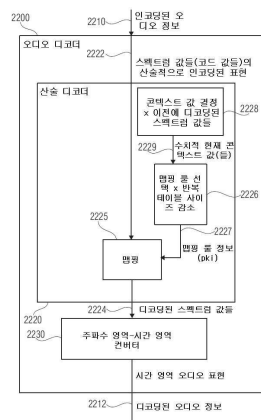 2200
2210
인코딩된 오
디오 정보
오디오 디코더
2222
스펙트럼 값들(코드 값들)의
산술적으로 인코딩된 표현
산술 디코더
콘텍스트 값 결정
x 이전에 디코딩된
스펙트럼 값들
2228
2229
수치적 현재 콘
텍스트 값(들)
맵핑 룰 선
택 x 반복
테이블 사이
즈 감소
2226
2225
2227
맵핑 룰 정보
(pki)
맵핑
2224
디코딩된 스펙트럼 값들
2220
2230
주파수 영역-시간 영역
컨버터
시간 영역 오디오 표현
2212
디코딩된 오디오 정보